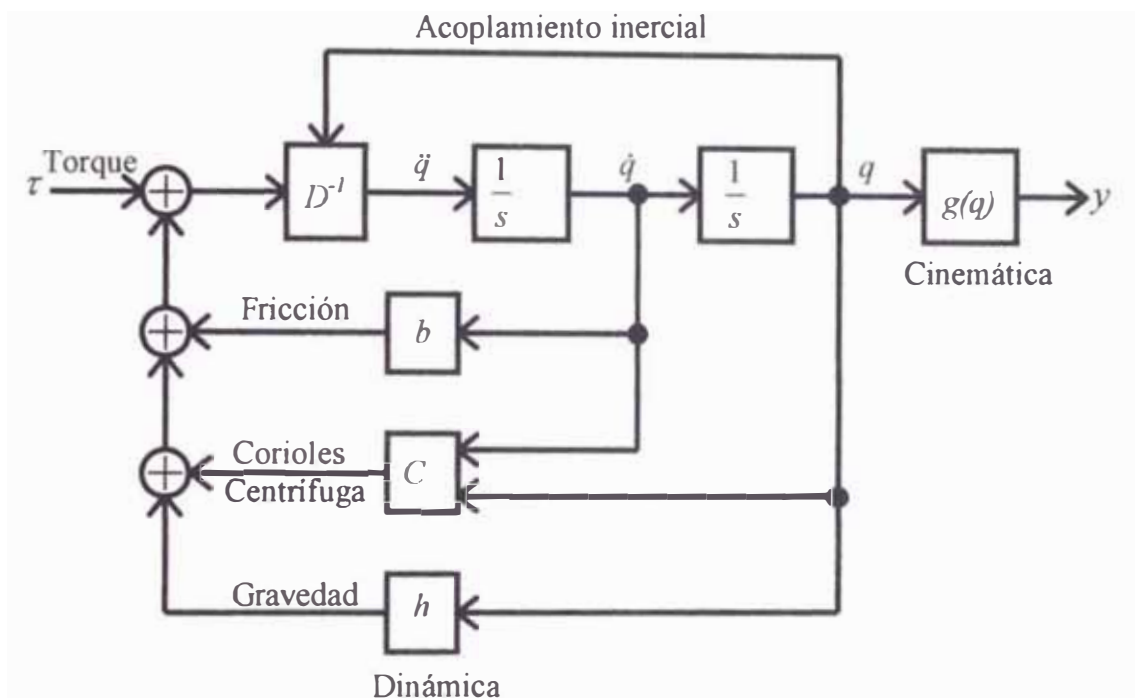 Acoplamiento inercial
Torque
τ
D⁻¹
q̈
1
s
q̇
1
s
q
g(q)
y
Cinemática
Fricción
b
Corioles
Centrífuga
C
Gravedad
h
Dinámica